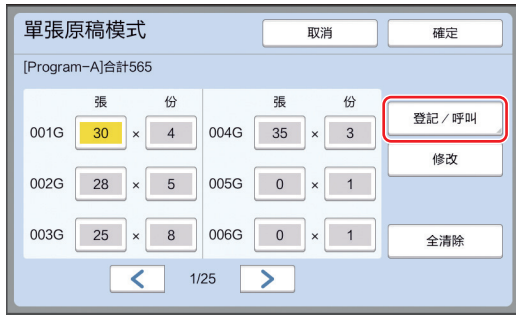 單張原稿模式 取消 確定
[Program-A]合計565
張 份 張 份
001G 30 × 4 004G 35 × 3 登記／呼叫
002G 28 × 5 005G 0 × 1 修改
003G 25 × 8 006G 0 × 1 全清除
1/25